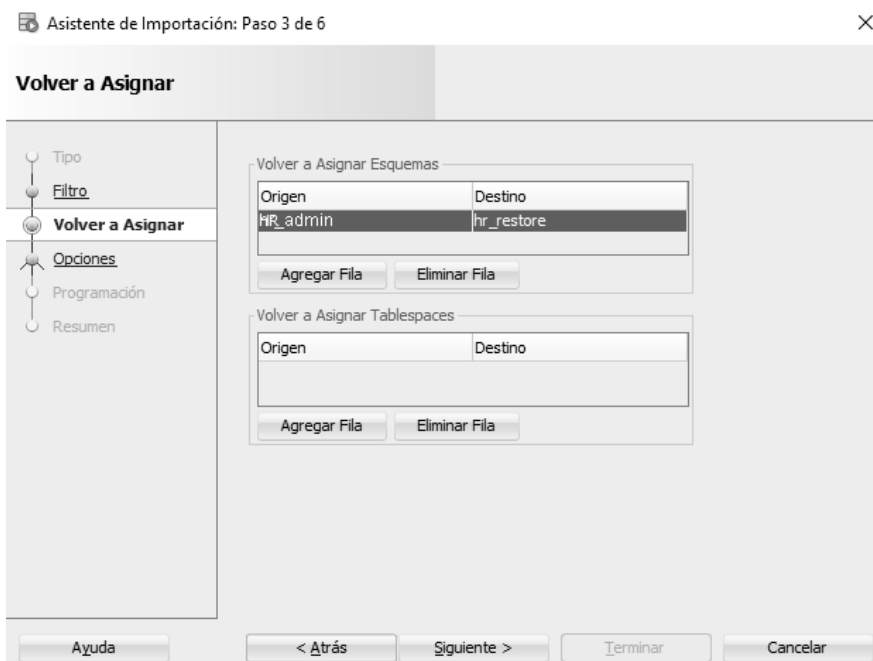 Asistente de Importación: Paso 3 de 6
Volver a Asignar
Tipo
Filtro
Volver a Asignar
Opciones
Programación
Resumen
Volver a Asignar Esquemas
Origen Destino
HR_admin hr_restore
Agregar Fila Eliminar Fila
Volver a Asignar Tablespaces
Origen Destino
Agregar Fila Eliminar Fila
Ayuda < Atrás Siguiente > Terminar Cancelar